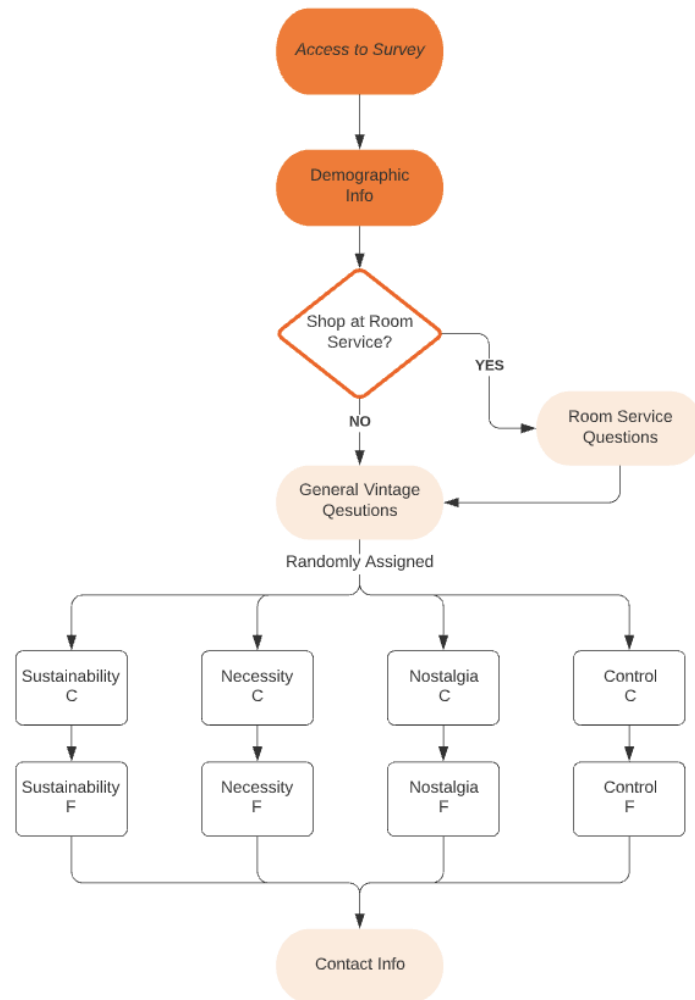 Access to Survey
Demographic
Info
Shop at Room
Service?
YES
NO
Room Service
Questions
General Vintage
Qesutions
Randomly Assigned
Sustainability
C
Necessity
C
Nostalgia
C
Control
C
Sustainability
F
Necessity
F
Nostalgia
F
Control
F
Contact Info